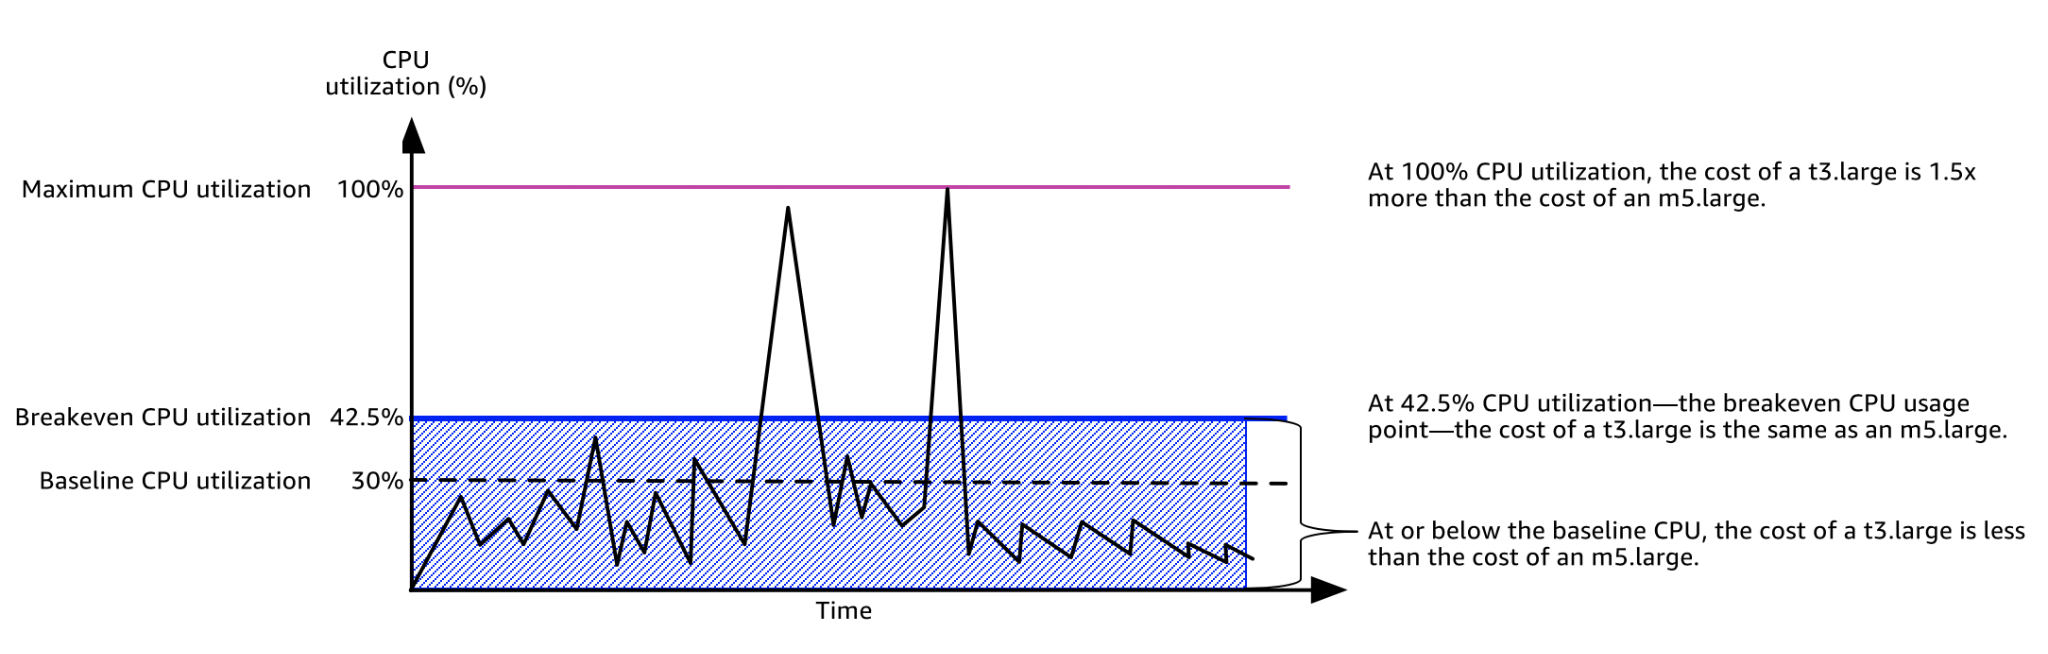 CPU
utilization (%)
Maximum CPU utilization 100%
At 100% CPU utilization, the cost of a t3.large is 1.5x
more than the cost of an m5.large.
Breakeven CPU utilization 42.5%
At 42.5% CPU utilization—the breakeven CPU usage
point—the cost of a t3.large is the same as an m5.large.
Baseline CPU utilization 30%
At or below the baseline CPU, the cost of a t3.large is less
than the cost of an m5.large.
Time